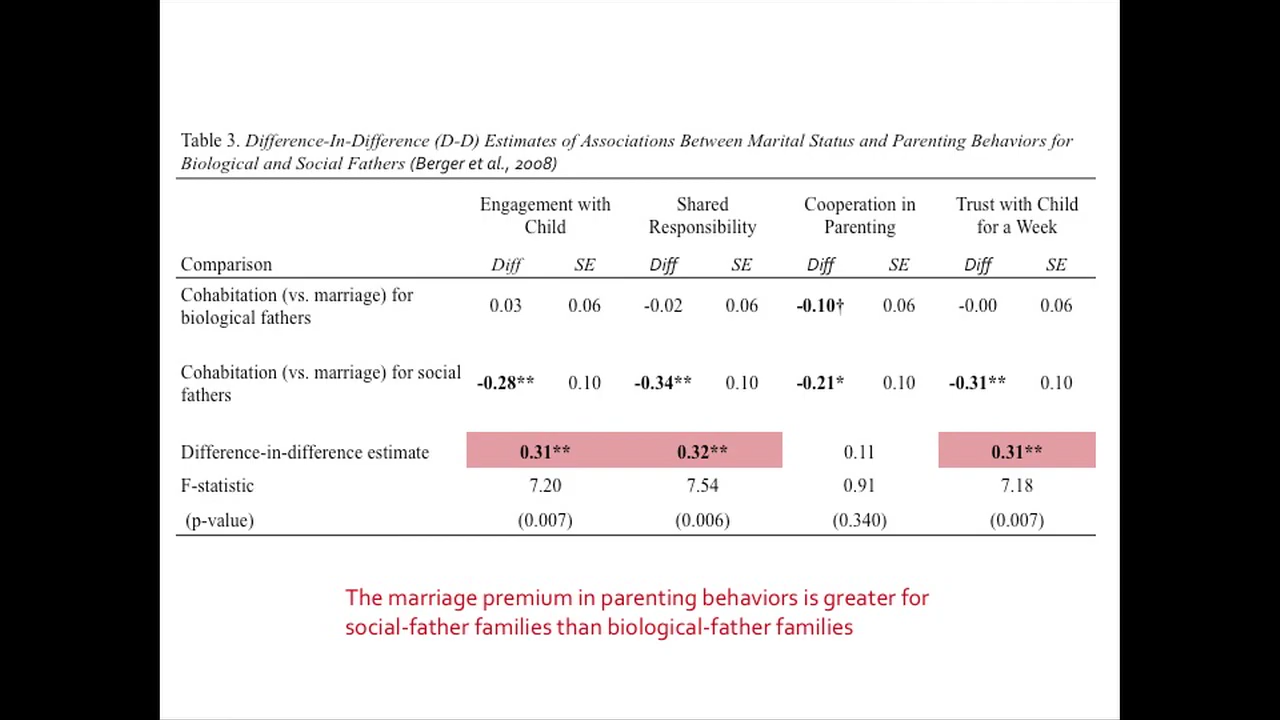 Table 3. Difference-In-Difference (D-D) Estimates of Associations Between Marital Status and Parenting Behaviors for
Biological and Social Fathers (Berger et al., 2008)
Engagement with Shared Cooperation in Trust with Child
Child Responsibility Parenting for a Week
Comparison Diff SE Diff SE Diff SE Diff SE
Cohabitation (vs. marriage) for
biological fathers 0.03 0.06 -0.02 0.06 -0.10† 0.06 -0.00 0.06
Cohabitation (vs. marriage) for social
fathers -0.28** 0.10 -0.34** 0.10 -0.21* 0.10 -0.31** 0.10
Difference-in-difference estimate 0.31** 0.32** 0.11 0.31**
F-statistic 7.20 7.54 0.91 7.18
(p-value) (0.007) (0.006) (0.340) (0.007)
The marriage premium in parenting behaviors is greater for
social-father families than biological-father families